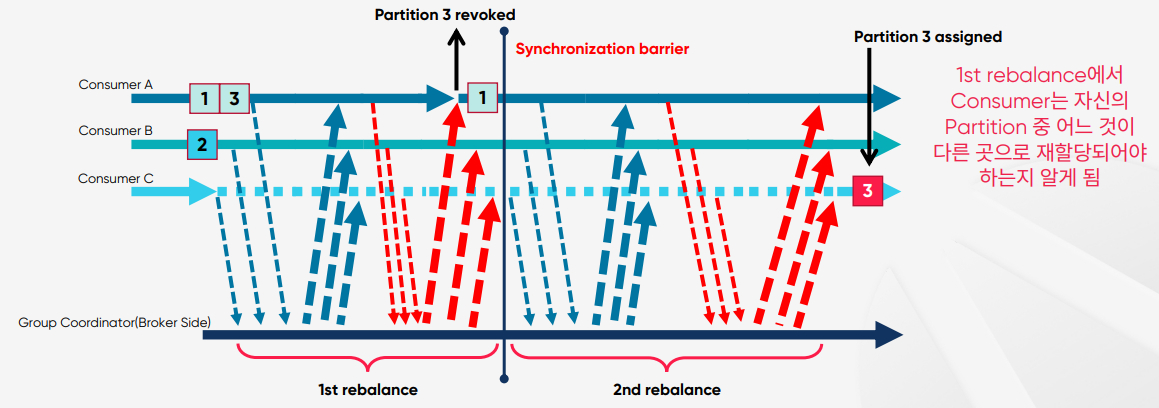 Partition 3 revoked
Synchronization barrier
Partition 3 assigned
Consumer A
1 3
1
Consumer B
2
Consumer C
3
1st rebalance에서
Consumer는 자신의
Partition 중 어느 것이
다른 곳으로 재할당되어야
하는지 알게 됨
Group Coordinator(Broker Side)
1st rebalance
2nd rebalance